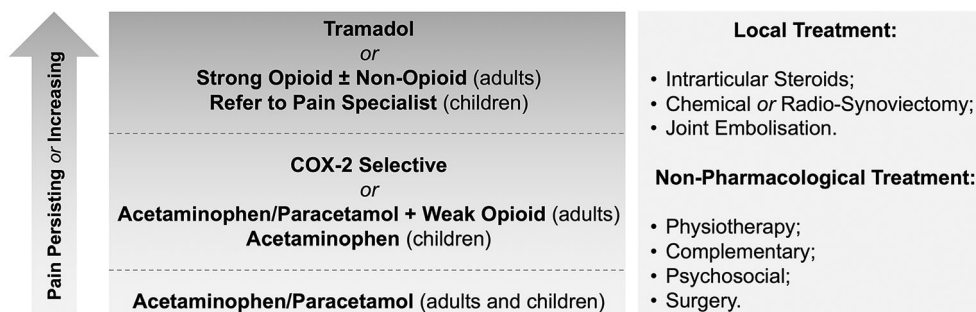 Pain Persisting or Increasing
Tramadol
or
Strong Opioid ± Non-Opioid (adults)
Refer to Pain Specialist (children)
COX-2 Selective
or
Acetaminophen/Paracetamol + Weak Opioid (adults)
Acetaminophen (children)
Acetaminophen/Paracetamol (adults and children)
Local Treatment:
• Intrarticular Steroids;
• Chemical or Radio-Synoviectomy;
• Joint Embolisation.
Non-Pharmacological Treatment:
• Physiotherapy;
• Complementary;
• Psychosocial;
• Surgery.